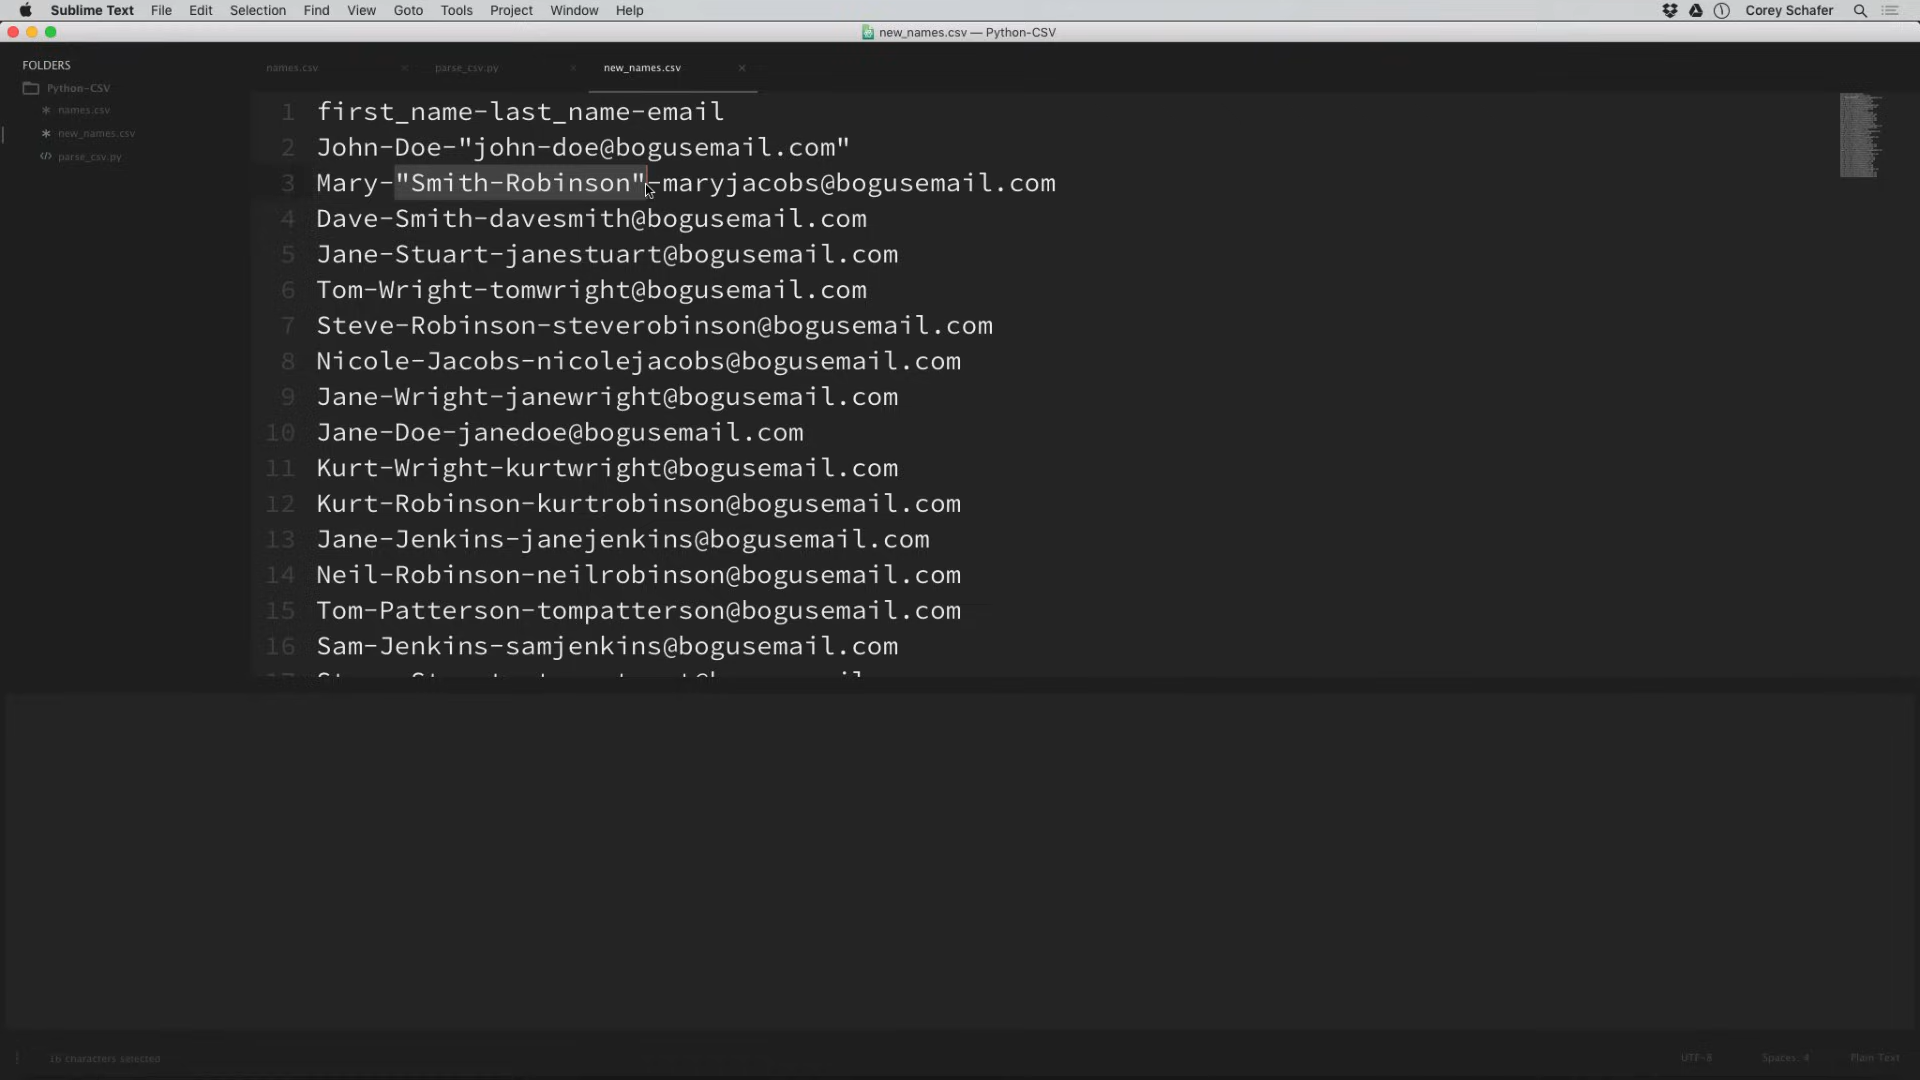 Sublime Text File Edit Selection Find View Goto Tools Project Window Help Corey Schafer
new_names.csv — Python-CSV
FOLDERS
Python-CSV
names.csv
new_names.csv
parse_csv.py
names.csv × parse_csv.py × new_names.csv ×
1 first_name-last_name-email
2 John-Doe-"john-doe@bogusemail.com"
3 Mary-"Smith-Robinson"-maryjacobs@bogusemail.com
4 Dave-Smith-davesmith@bogusemail.com
5 Jane-Stuart-janestuart@bogusemail.com
6 Tom-Wright-tomwright@bogusemail.com
7 Steve-Robinson-steverobinson@bogusemail.com
8 Nicole-Jacobs-nicolejacobs@bogusemail.com
9 Jane-Wright-janewright@bogusemail.com
10 Jane-Doe-janedoe@bogusemail.com
11 Kurt-Wright-kurtwright@bogusemail.com
12 Kurt-Robinson-kurtrobinson@bogusemail.com
13 Jane-Jenkins-janejenkins@bogusemail.com
14 Neil-Robinson-neilrobinson@bogusemail.com
15 Tom-Patterson-tompatterson@bogusemail.com
16 Sam-Jenkins-samjenkins@bogusemail.com
16 characters selected UTF-8 Spaces: 4 Plain Text